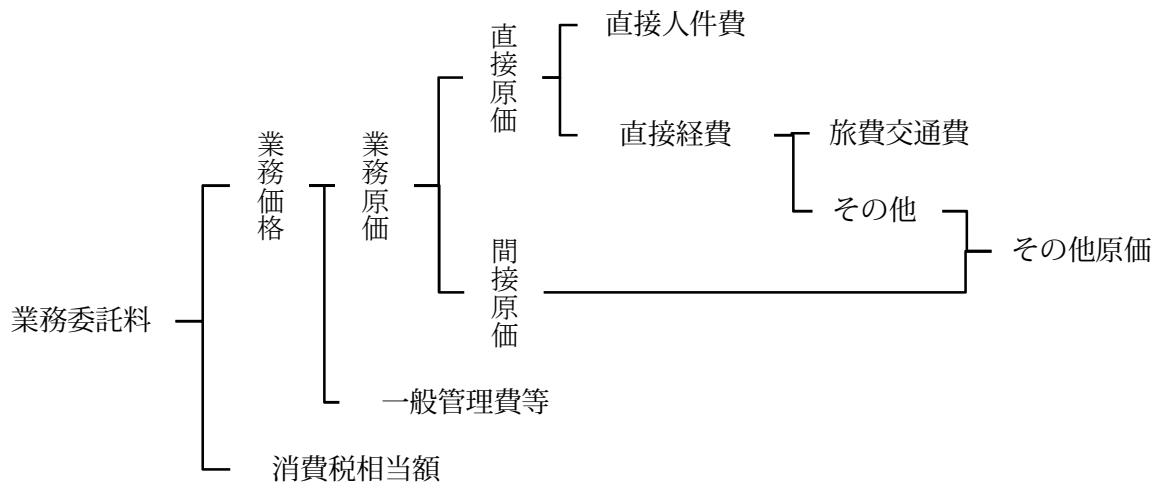 直接人件費
直接原価
直接経費
旅費交通費
業務価格
業務原価
その他
間接原価
その他原価
業務委託料
一般管理費等
消費税相当額